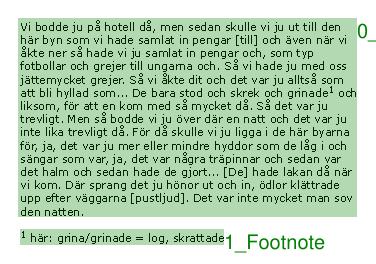 Vi bodde ju på hotell då, men sedan skulle vi ju ut till den
här byn som vi hade samlat in pengar [till] och även när vi
åkte ner så hade vi ju samlat in pengar och, som typ
fotbollar och grejer till ungarna och. Så vi hade ju med oss
jättemycket grejer. Så vi åkte dit och det var ju alltså som
att bli hyllad som... De bara stod och skrek och grinade¹ och
liksom, för att en kom med så mycket då. Så det var ju
trevligt. Men så bodde vi ju över där en natt och det var ju
inte lika trevligt då. För då skulle vi ju ligga i de här byarna
för, ja, det var ju mer eller mindre hyddor som de låg i och
sängar som var, ja, det var några träpinnar och sedan var
det halm och sedan hade de gjort... [De] hade lakan då när
vi kom. Där sprang det ju hönor ut och in, ödlor klättrade
upp efter väggarna [pustljud]. Det var inte mycket man sov
den natten.
0_
¹ här: grina/grinade = log, skrattade
1_Footnote